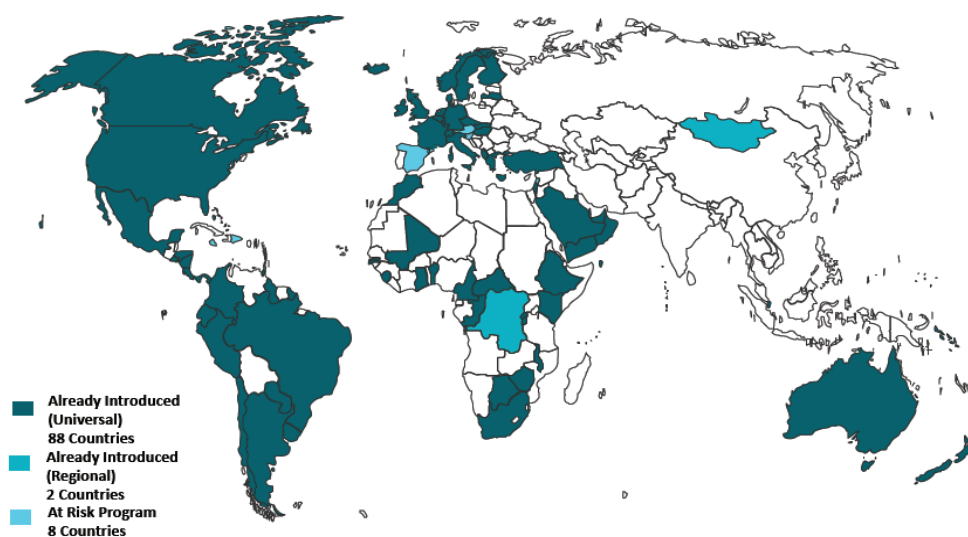 Already Introduced
(Universal)
88 Countries
Already Introduced
(Regional)
2 Countries
At Risk Program
8 Countries